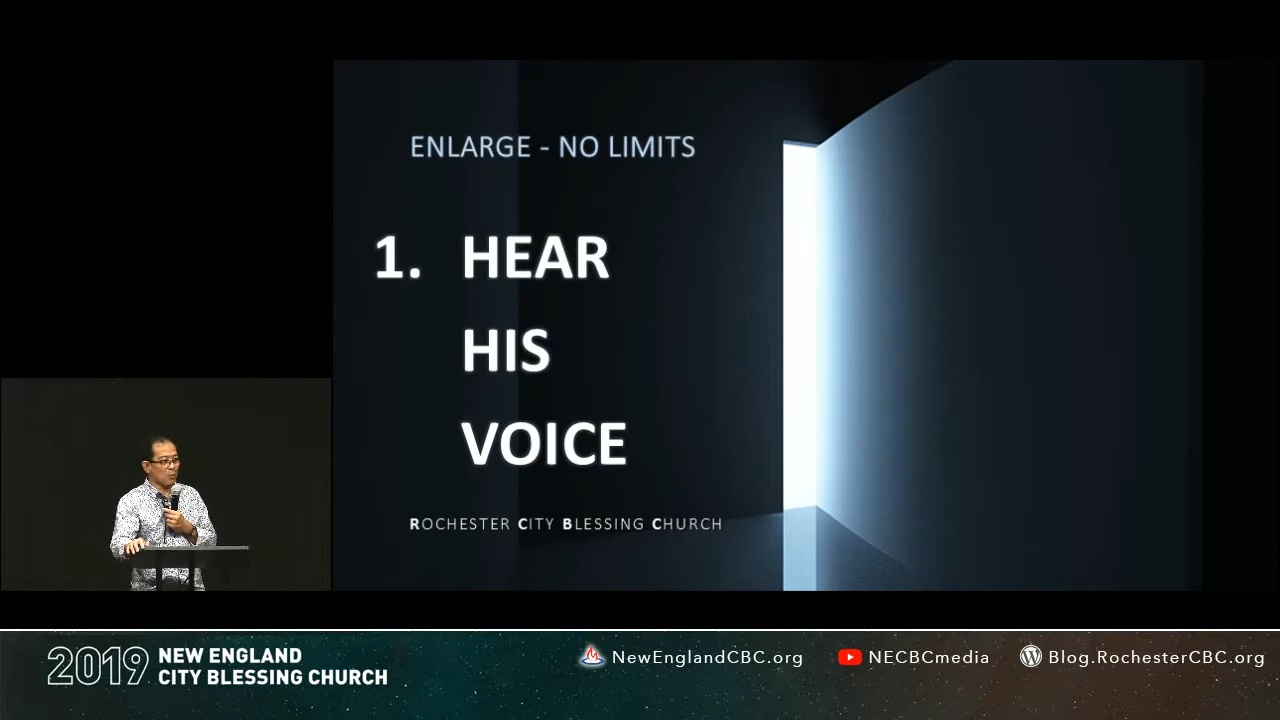 ENLARGE - NO LIMITS
1. HEAR
HIS
VOICE
ROCHESTER CITY BLESSING CHURCH
2019 NEW ENGLAND
CITY BLESSING CHURCH
NewEnglandCBC.org
NECBCmedia
Blog.RochesterCBC.org